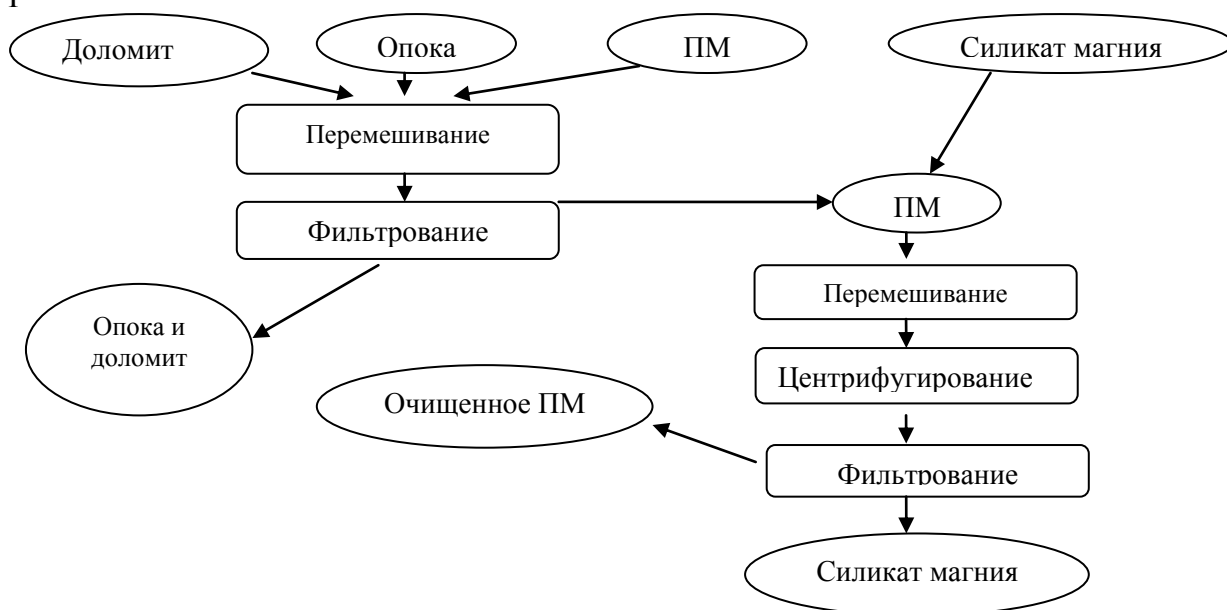 Доломит
Опока
ПМ
Силикат магния
Перемешивание
Фильтрование
ПМ
Опока и
доломит
Перемешивание
Центрифугирование
Очищенное ПМ
Фильтрование
Силикат магния